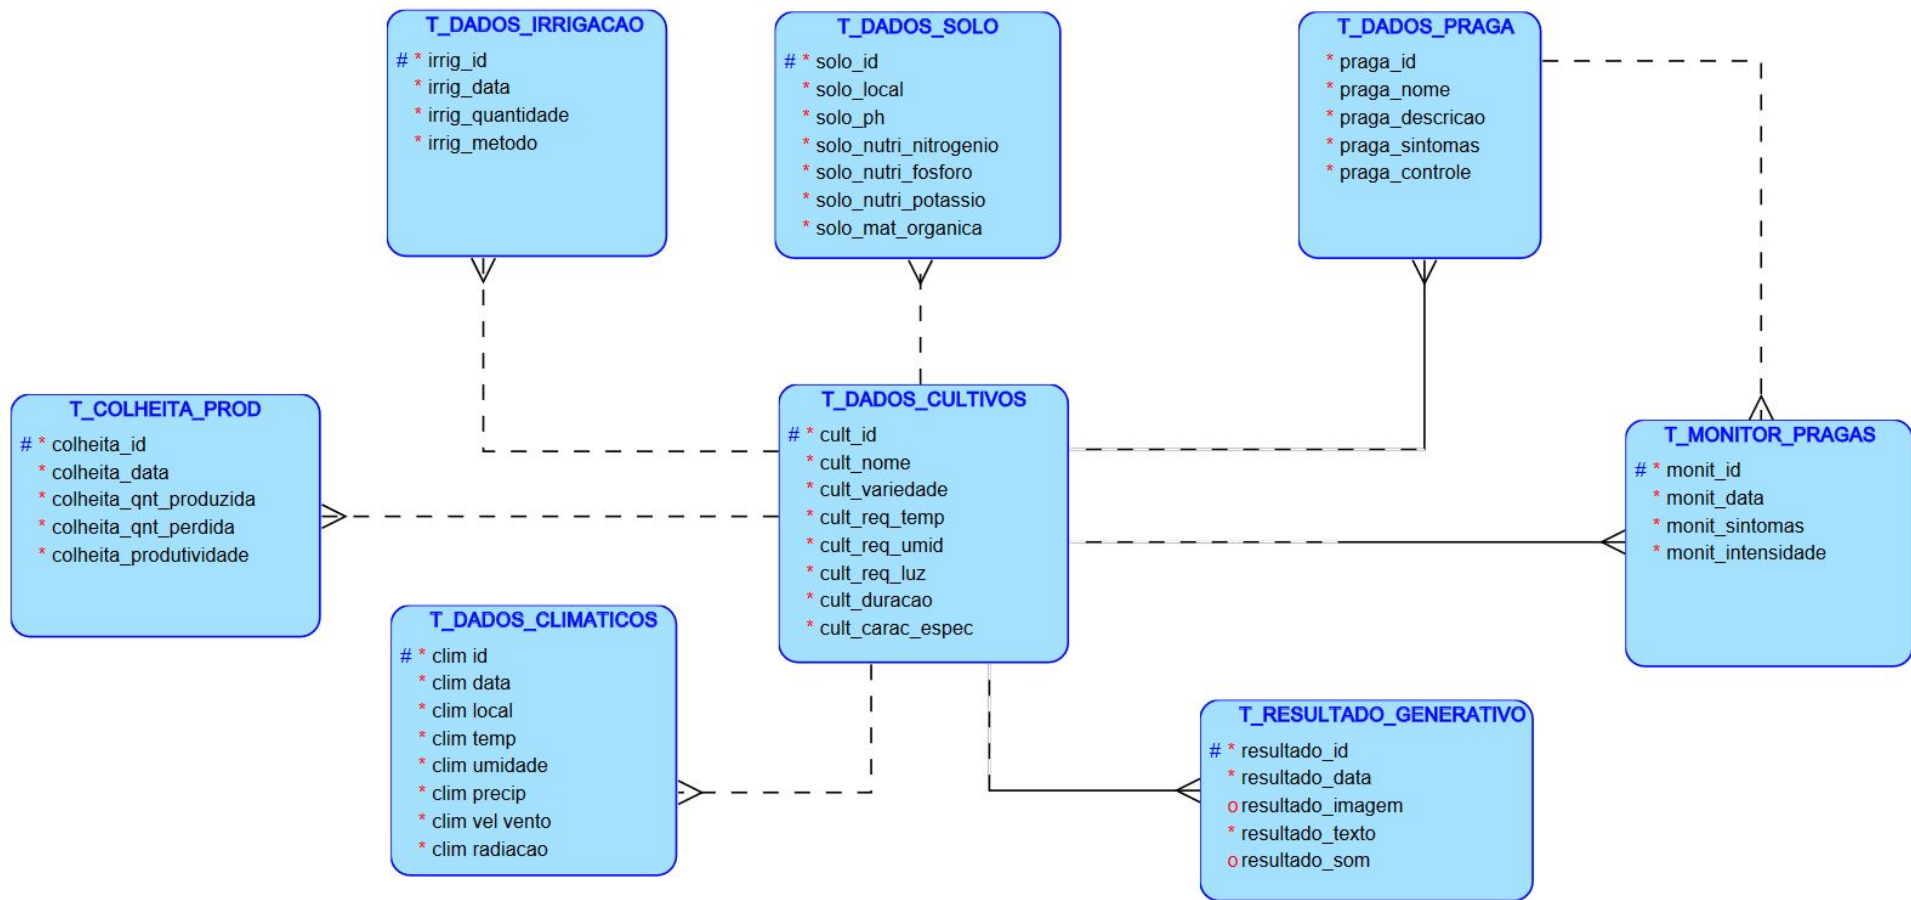 T_DADOS_IRRIGACAO
# * irrig_id
* irrig_data
* irrig_quantidade
* irrig_metodo
T_DADOS_SOLO
# * solo_id
* solo_local
* solo_ph
* solo_nutri_nitrogenio
* solo_nutri_fosforo
* solo_nutri_potassio
* solo_mat_organica
T_DADOS_PRAGA
* praga_id
* praga_nome
* praga_descricao
* praga_sintomas
* praga_controle
T_COLHEITA_PROD
# * colheita_id
* colheita_data
* colheita_qnt_produzida
* colheita_qnt_perdida
* colheita_produtividade
T_DADOS_CULTIVOS
# * cult_id
* cult_nome
* cult_variedade
* cult_req_temp
* cult_req_umid
* cult_req_luz
* cult_duracao
* cult_carac_espec
T_MONITOR_PRAGAS
# * monit_id
* monit_data
* monit_sintomas
* monit_intensidade
T_DADOS_CLIMATICOS
# * clim id
* clim data
* clim local
* clim temp
* clim umidade
* clim precip
* clim vel vento
* clim radiacao
T_RESULTADO_GENERATIVO
# * resultado_id
* resultado_data
o resultado_imagem
* resultado_texto
o resultado_som